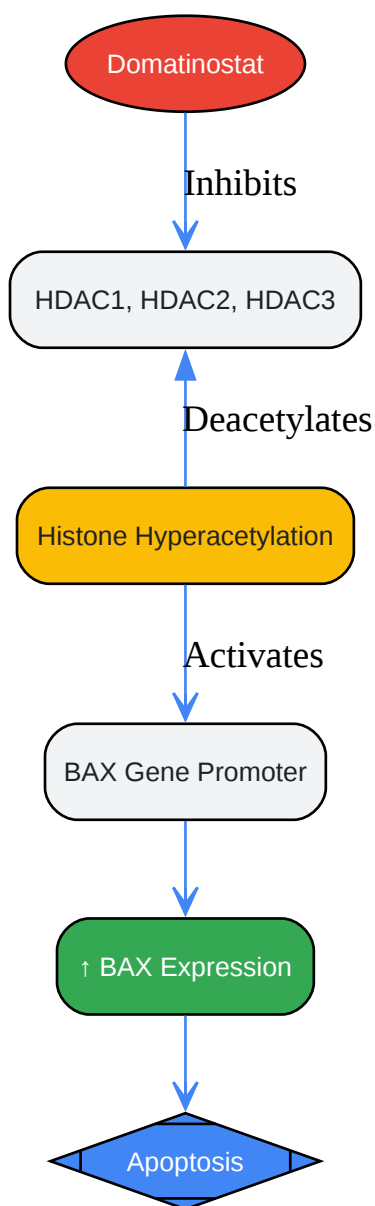 Domatinostat
Inhibits
HDAC1, HDAC2, HDAC3
Deacetylates
Histone Hyperacetylation
Activates
BAX Gene Promoter
↑ BAX Expression
Apoptosis